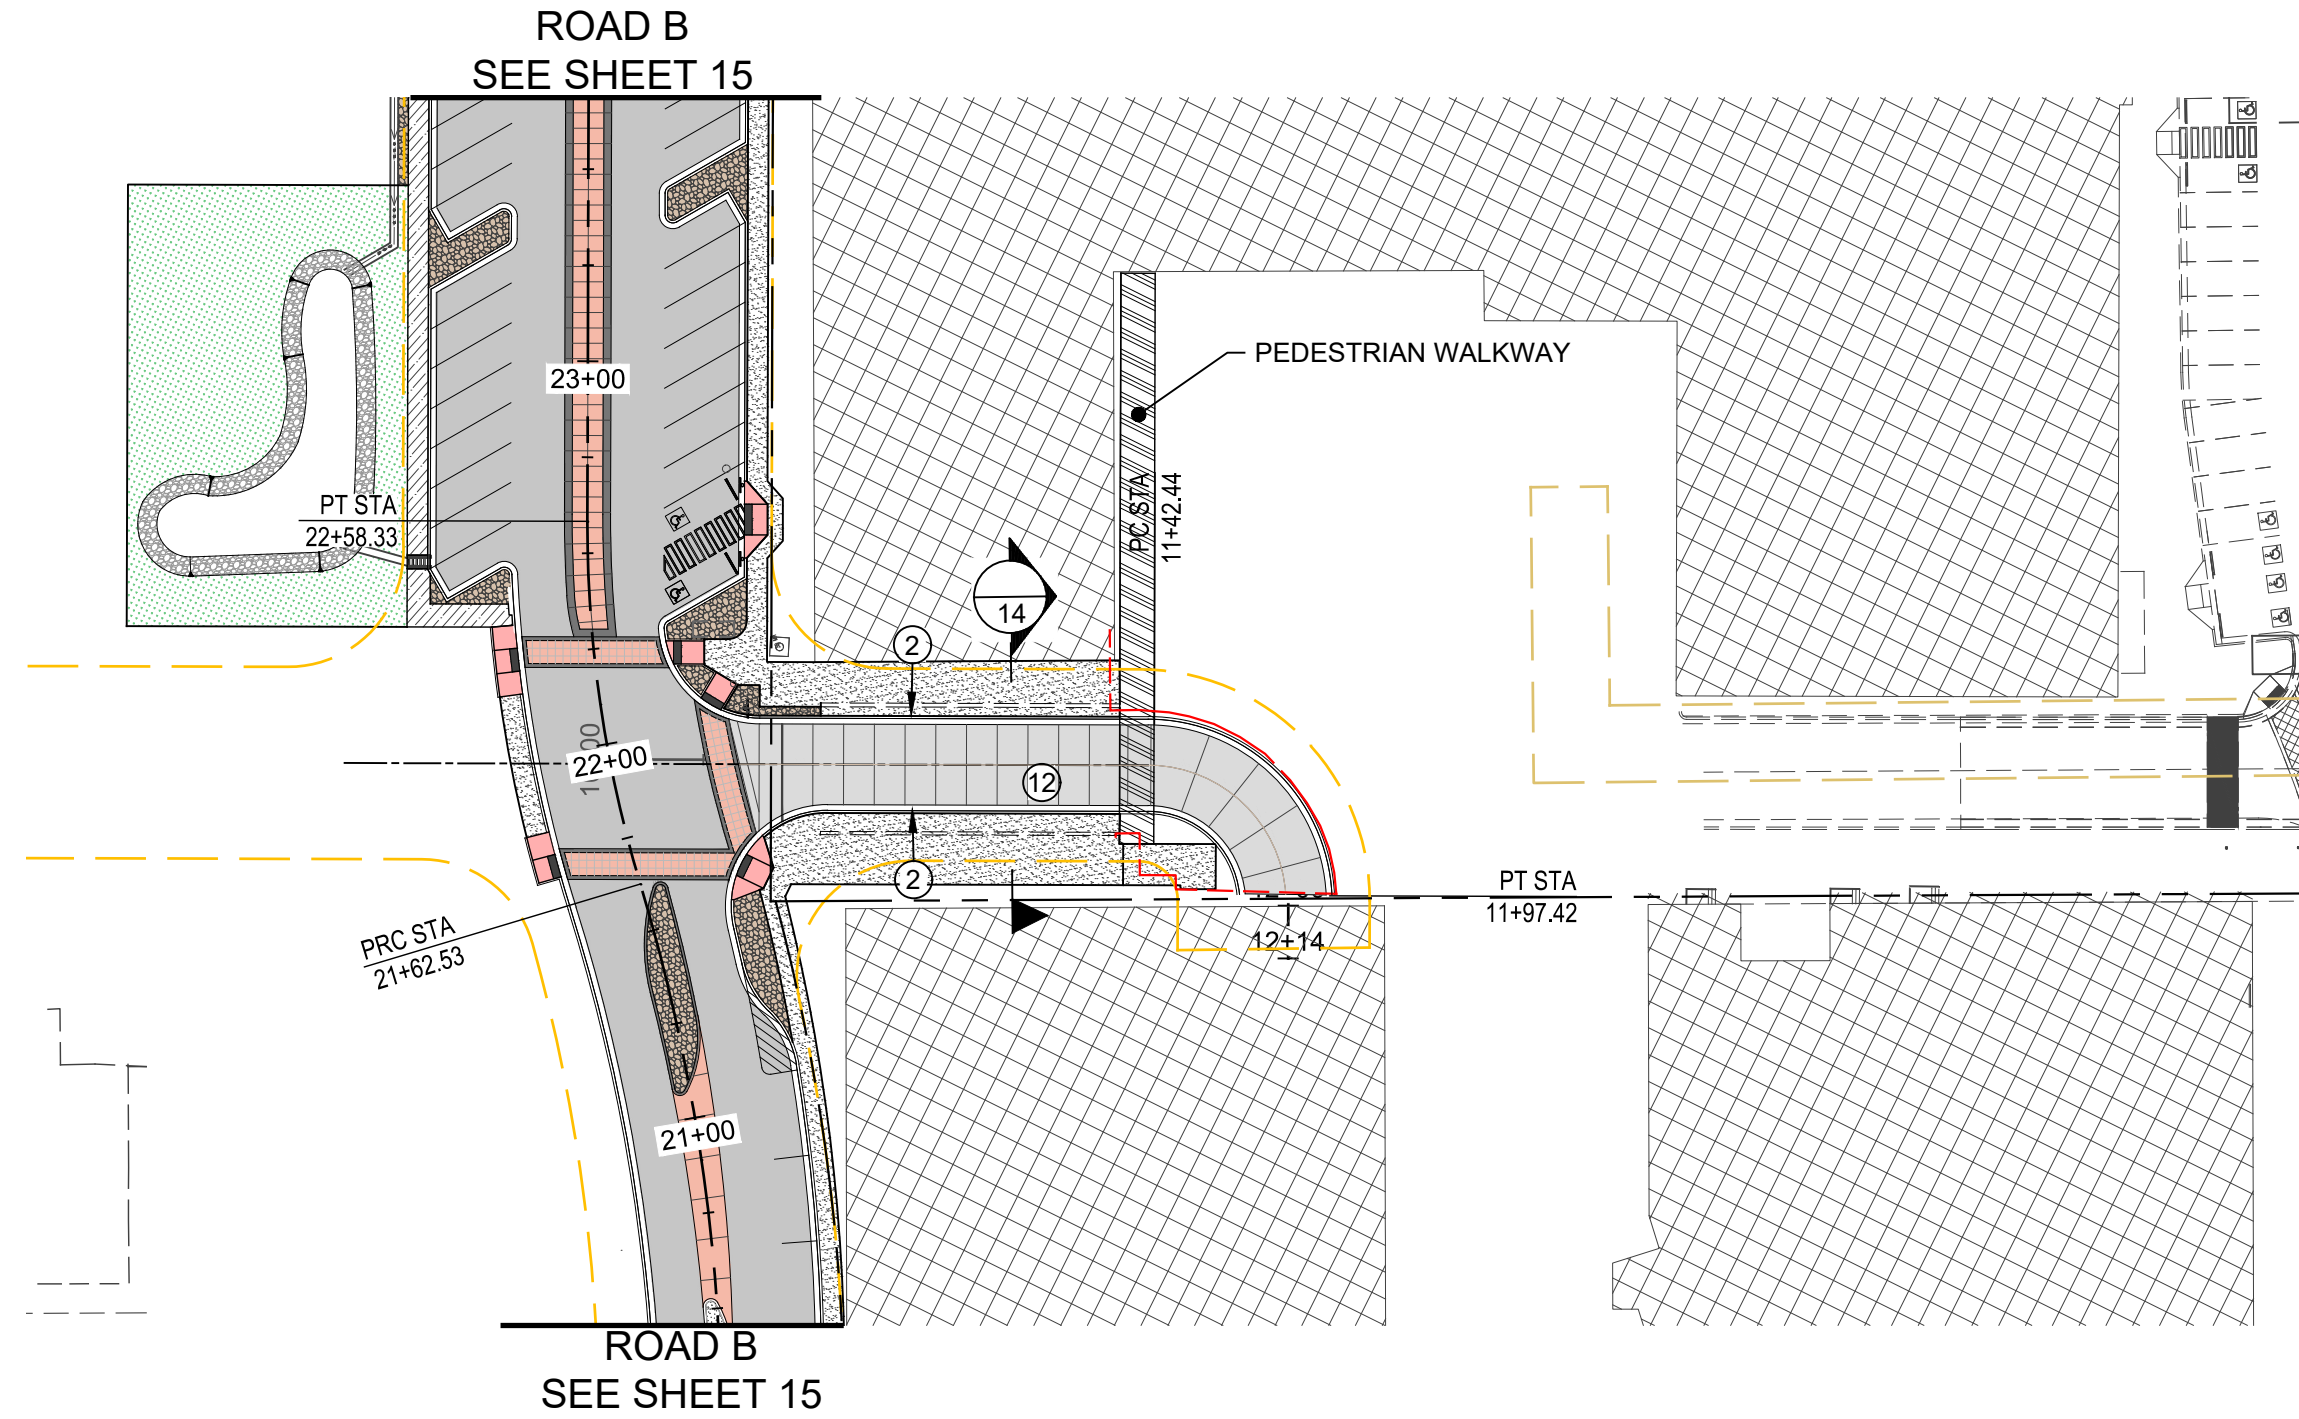 ROAD B
SEE SHEET 15
23+00
PEDESTRIAN WALKWAY
PT STA
22+58.33
PC STA
11+42.44
14
2
22+00
12
2
PT STA
11+97.42
PRC STA
21+62.53
12+14
21+00
ROAD B
SEE SHEET 15